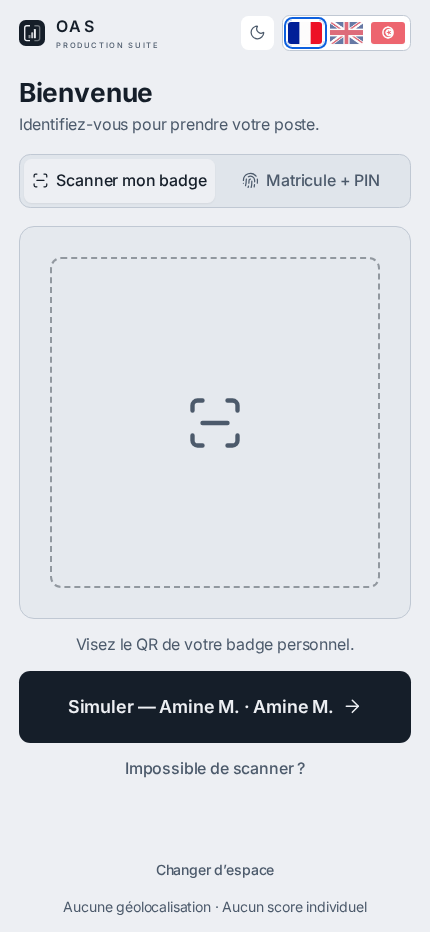 OAS
PRODUCTION SUITE
Bienvenue
Identifiez-vous pour prendre votre poste.
Scanner mon badge
Matricule + PIN
Visez le QR de votre badge personnel.
Simuler — Amine M. · Amine M.
Impossible de scanner ?
Changer d’espace
Aucune géolocalisation · Aucun score individuel